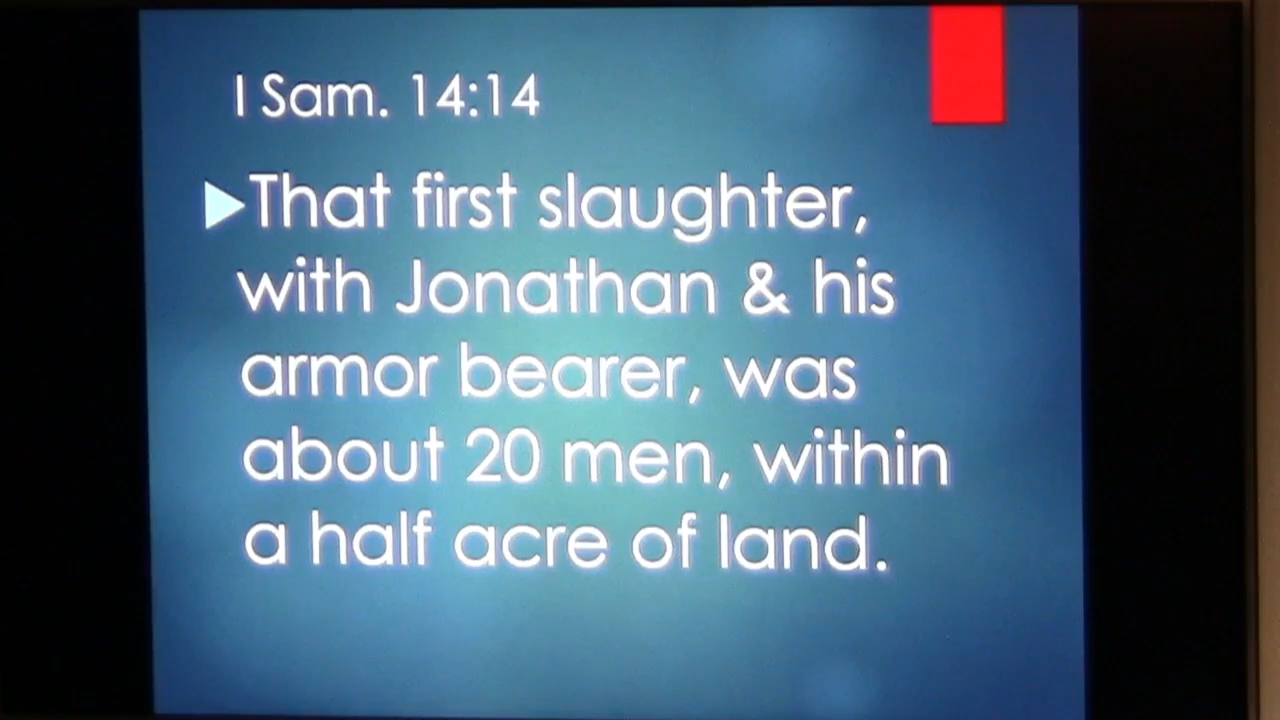 I Sam. 14:14
That first slaughter,
with Jonathan & his
armor bearer, was
about 20 men, within
a half acre of land.